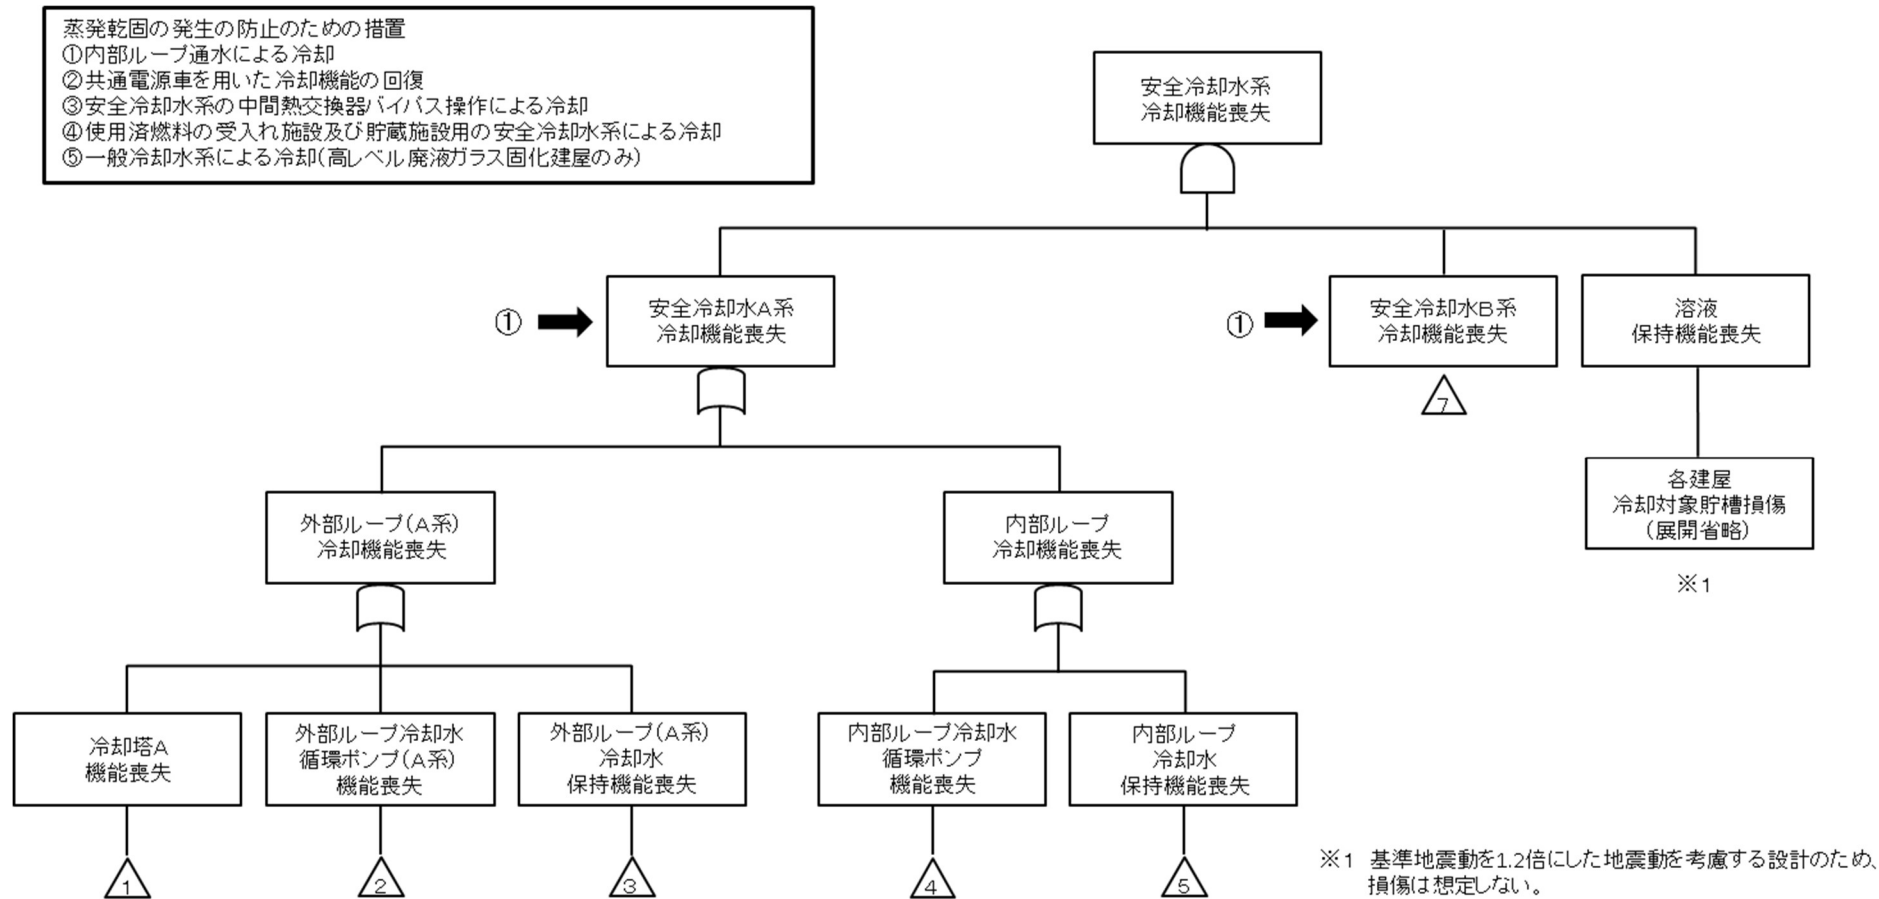 蒸発乾固の発生の防止のための措置
①内部ループ通水による冷却
②共通電源車を用いた冷却機能の回復
③安全冷却水系の中間熱交換器バイパス操作による冷却
④使用済燃料の受入れ施設及び貯蔵施設用の安全冷却水系による冷却
⑤一般冷却水系による冷却(高レベル廃液ガラス固化建屋のみ)
安全冷却水系
冷却機能喪失
①
安全冷却水A系
冷却機能喪失
①
安全冷却水B系
冷却機能喪失
7
溶液
保持機能喪失
各建屋
冷却対象貯槽損傷
(展開省略)
※1
外部ループ(A系)
冷却機能喪失
内部ループ
冷却機能喪失
冷却塔A
機能喪失
外部ループ冷却水
循環ポンプ(A系)
機能喪失
外部ループ(A系)
冷却水
保持機能喪失
内部ループ冷却水
循環ポンプ
機能喪失
内部ループ
冷却水
保持機能喪失
1
2
3
4
5
※1 基準地震動を1.2倍にした地震動を考慮する設計のため、
損傷は想定しない。